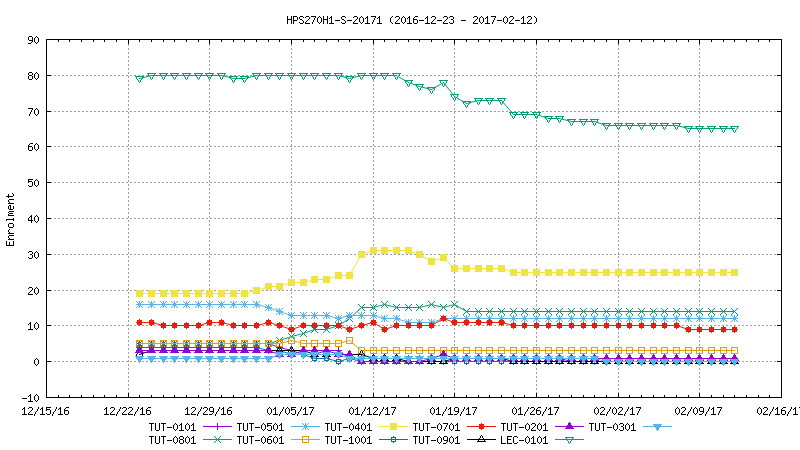 HPS270H1-S-20171 (2016-12-23 - 2017-02-12)
90
80
70
60
50
40
30
20
10
0
-10
Enrolment
12/15/16 12/22/16 12/29/16 01/05/17 01/12/17 01/19/17 01/26/17 02/02/17 02/09/17 02/16/1
TUT-0101 TUT-0501 TUT-0401 TUT-0701 TUT-0201 TUT-0301
TUT-0801 TUT-0601 TUT-1001 TUT-0901 LEC-0101